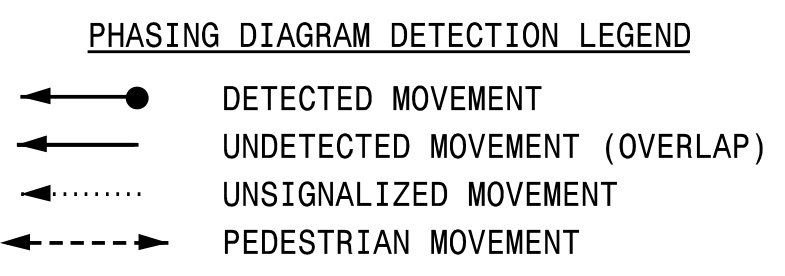 PHASING DIAGRAM DETECTION LEGEND
DETECTED MOVEMENT
UNDETECTED MOVEMENT (OVERLAP)
UNSIGNALIZED MOVEMENT
PEDESTRIAN MOVEMENT